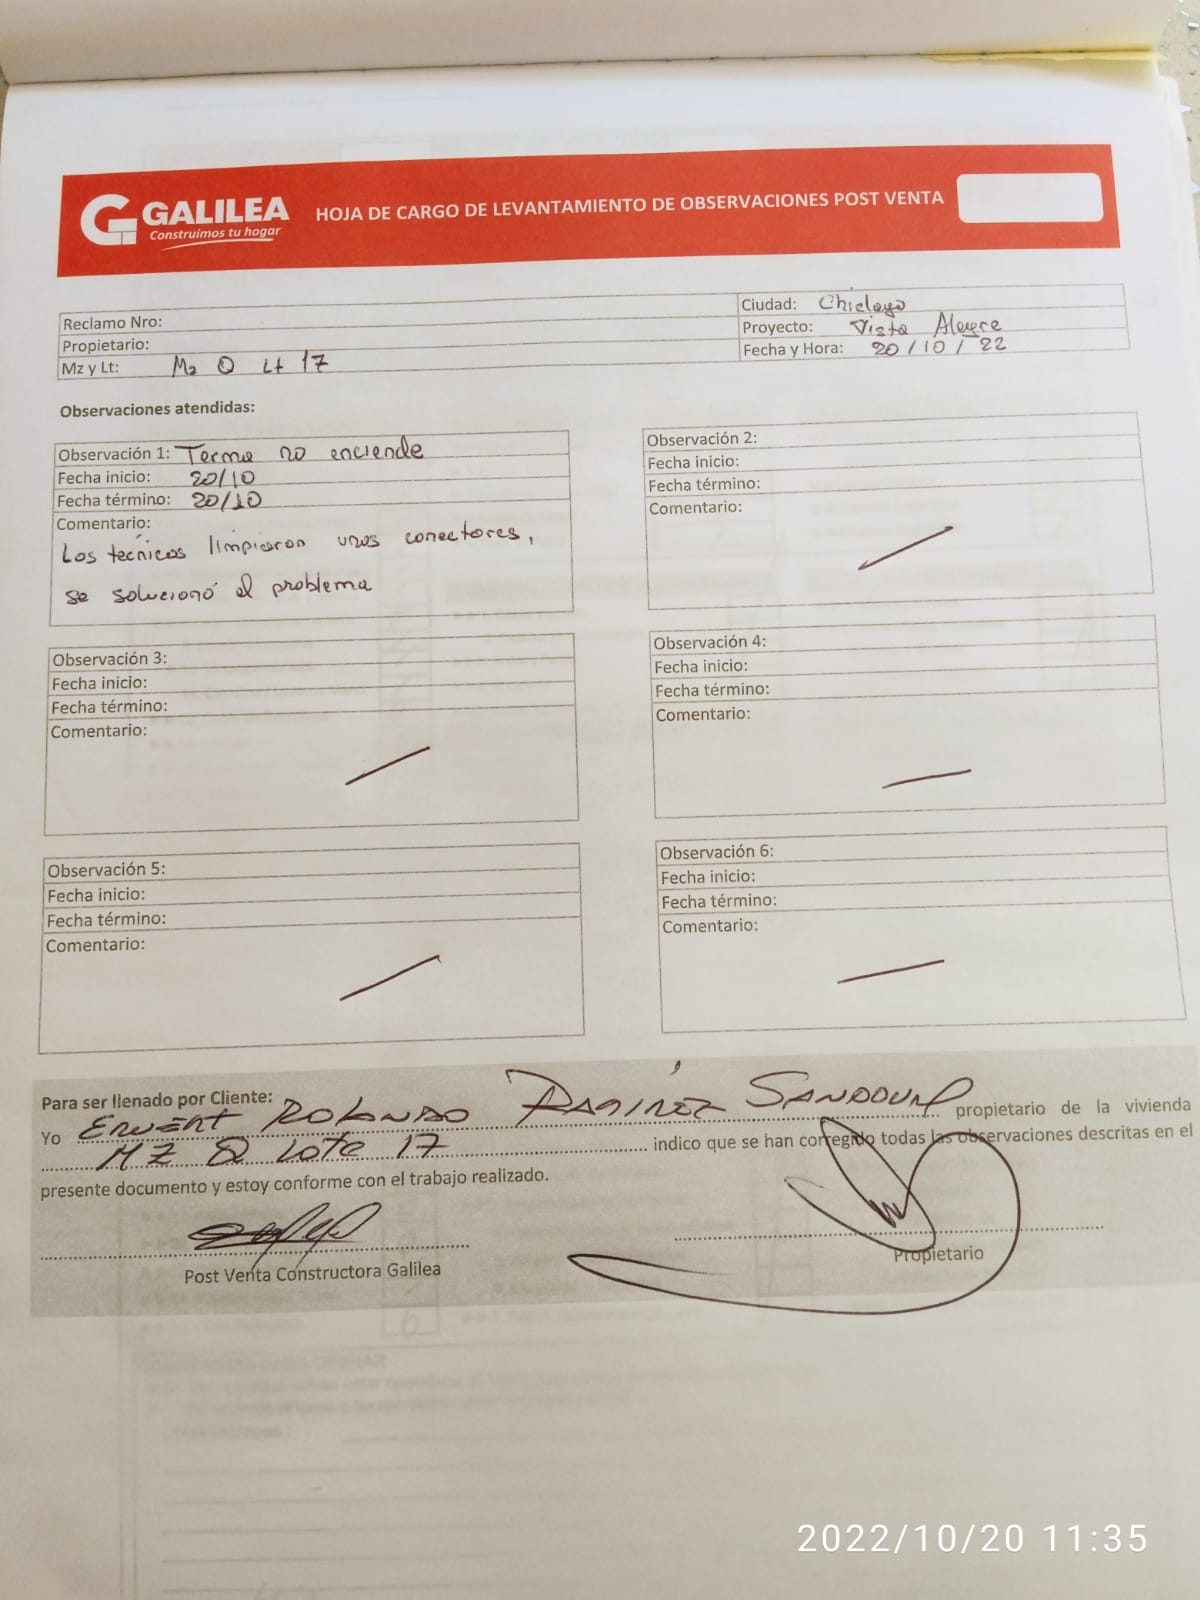 GALILEA
Construimos tu hogar
HOJA DE CARGO DE LEVANTAMIENTO DE OBSERVACIONES POST VENTA
Reclamo Nro:
Propietario:
Mz y Lt: Mz Q Lt 17
Ciudad: Chiclayo
Proyecto: Vista Alegre
Fecha y Hora: 20/10/22
Observaciones atendidas:
Observación 1: Terma no enciende
Fecha inicio: 20/10
Fecha término: 20/10
Comentario:
Los técnicos limpiaron unos conectores,
se solucionó el problema
Observación 2:
Fecha inicio:
Fecha término:
Comentario:
Observación 3:
Fecha inicio:
Fecha término:
Comentario:
Observación 4:
Fecha inicio:
Fecha término:
Comentario:
Observación 5:
Fecha inicio:
Fecha término:
Comentario:
Observación 6:
Fecha inicio:
Fecha término:
Comentario:
Para ser llenado por Cliente:
Yo ROLANDO RAMÍREZ SANDOVAL propietario de la vivienda
MZ Q Lote 17 indico que se han corregido todas las observaciones descritas en el
presente documento y estoy conforme con el trabajo realizado.
Post Venta Constructora Galilea
Propietario
2022/10/20 11:35